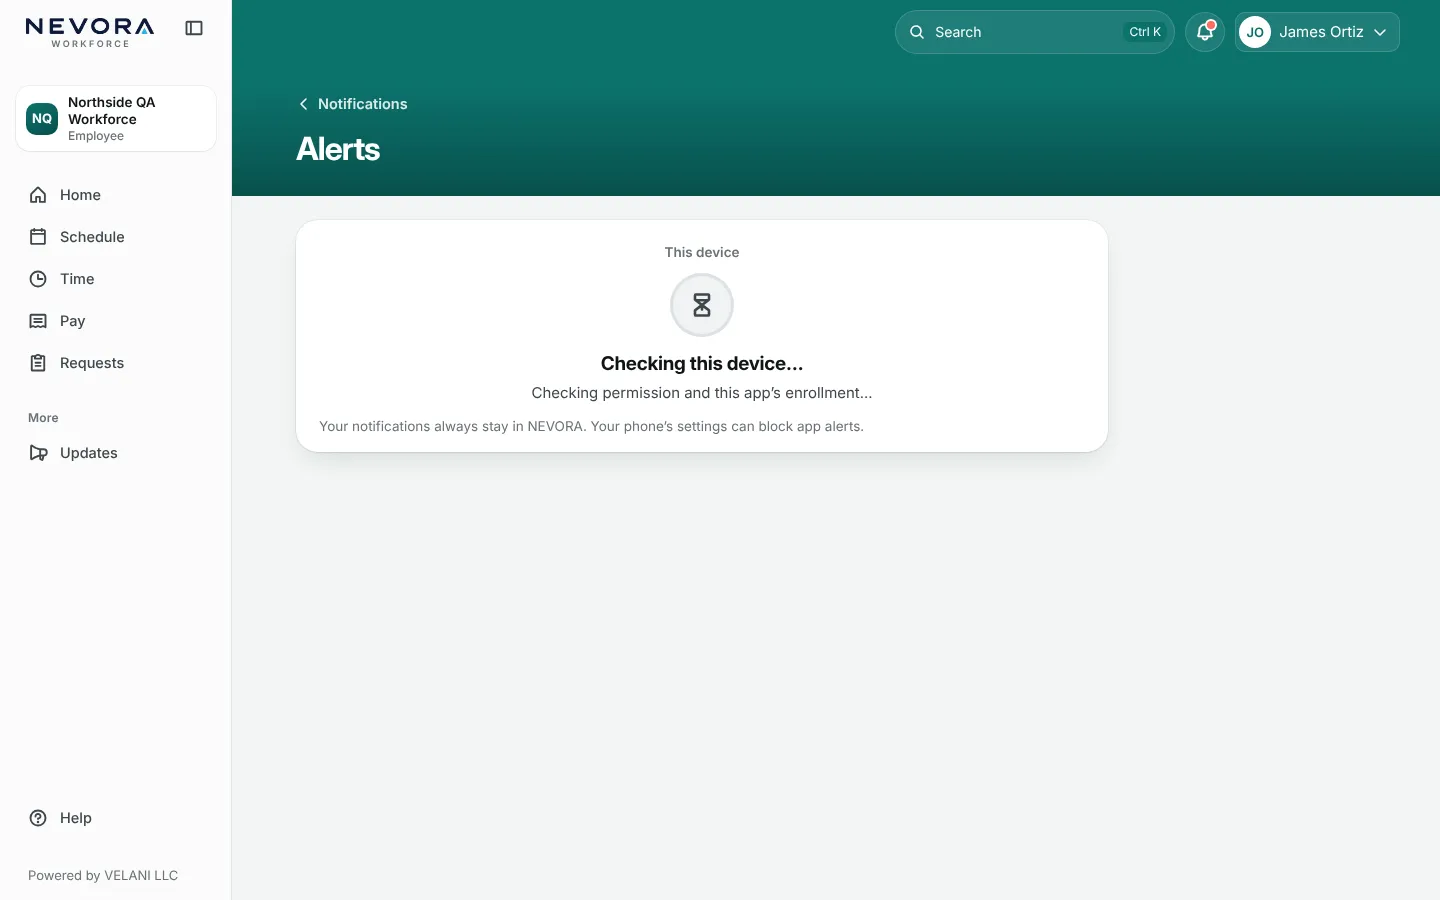 NEVORA
WORKFORCE
NQ
Northside QA
Workforce
Employee
Home
Schedule
Time
Pay
Requests
More
Updates
Help
Powered by VELANI LLC
Search
Ctrl K
JO
James Ortiz
Notifications
Alerts
This device
Checking this device...
Checking permission and this app’s enrollment...
Your notifications always stay in NEVORA. Your phone’s settings can block app alerts.